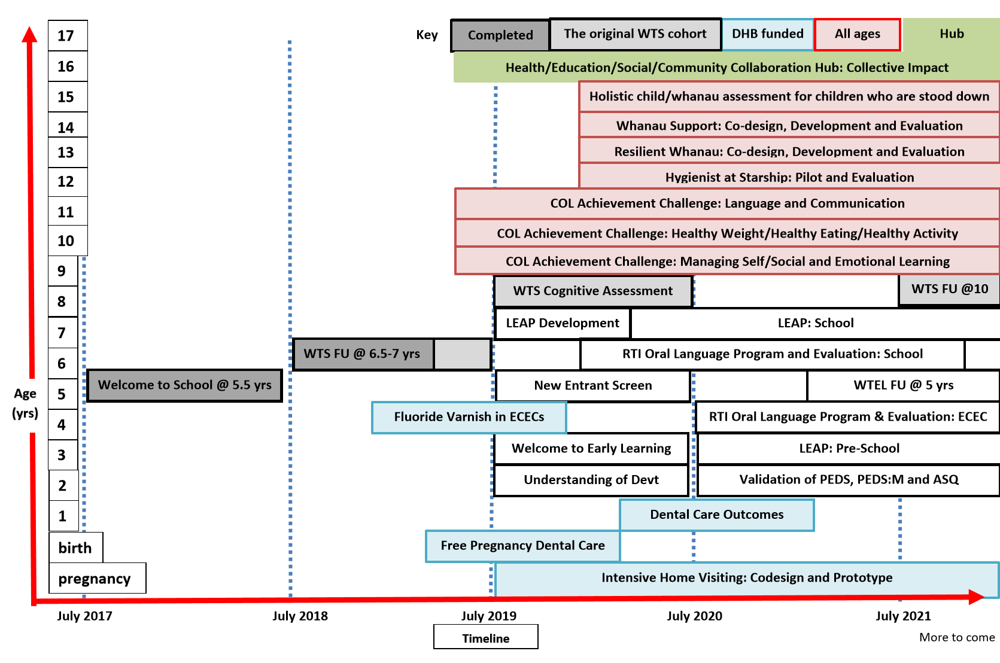 Key
Completed
The original WTS cohort
DHB funded
All ages
Hub
Health/Education/Social/Community Collaboration Hub: Collective Impact
Holistic child/whanau assessment for children who are stood down
Whanau Support: Co-design, Development and Evaluation
Resilient Whanau: Co-design, Development and Evaluation
Hygienist at Starship: Pilot and Evaluation
COL Achievement Challenge: Language and Communication
COL Achievement Challenge: Healthy Weight/Healthy Eating/Healthy Activity
COL Achievement Challenge: Managing Self/Social and Emotional Learning
WTS Cognitive Assessment
WTS FU @10
LEAP Development
LEAP: School
WTS FU @ 6.5-7 yrs
RTI Oral Language Program and Evaluation: School
Welcome to School @ 5.5 yrs
New Entrant Screen
WTEL FU @ 5 yrs
Fluoride Varnish in ECECs
RTI Oral Language Program & Evaluation: ECEC
Welcome to Early Learning
LEAP: Pre-School
Understanding of Devt
Validation of PEDS, PEDS:M and ASQ
Dental Care Outcomes
Free Pregnancy Dental Care
Intensive Home Visiting: Codesign and Prototype
17
16
15
14
13
12
11
10
9
8
7
6
5
4
3
2
1
birth
pregnancy
Age
(yrs)
July 2017
July 2018
July 2019
July 2020
July 2021
Timeline
More to come